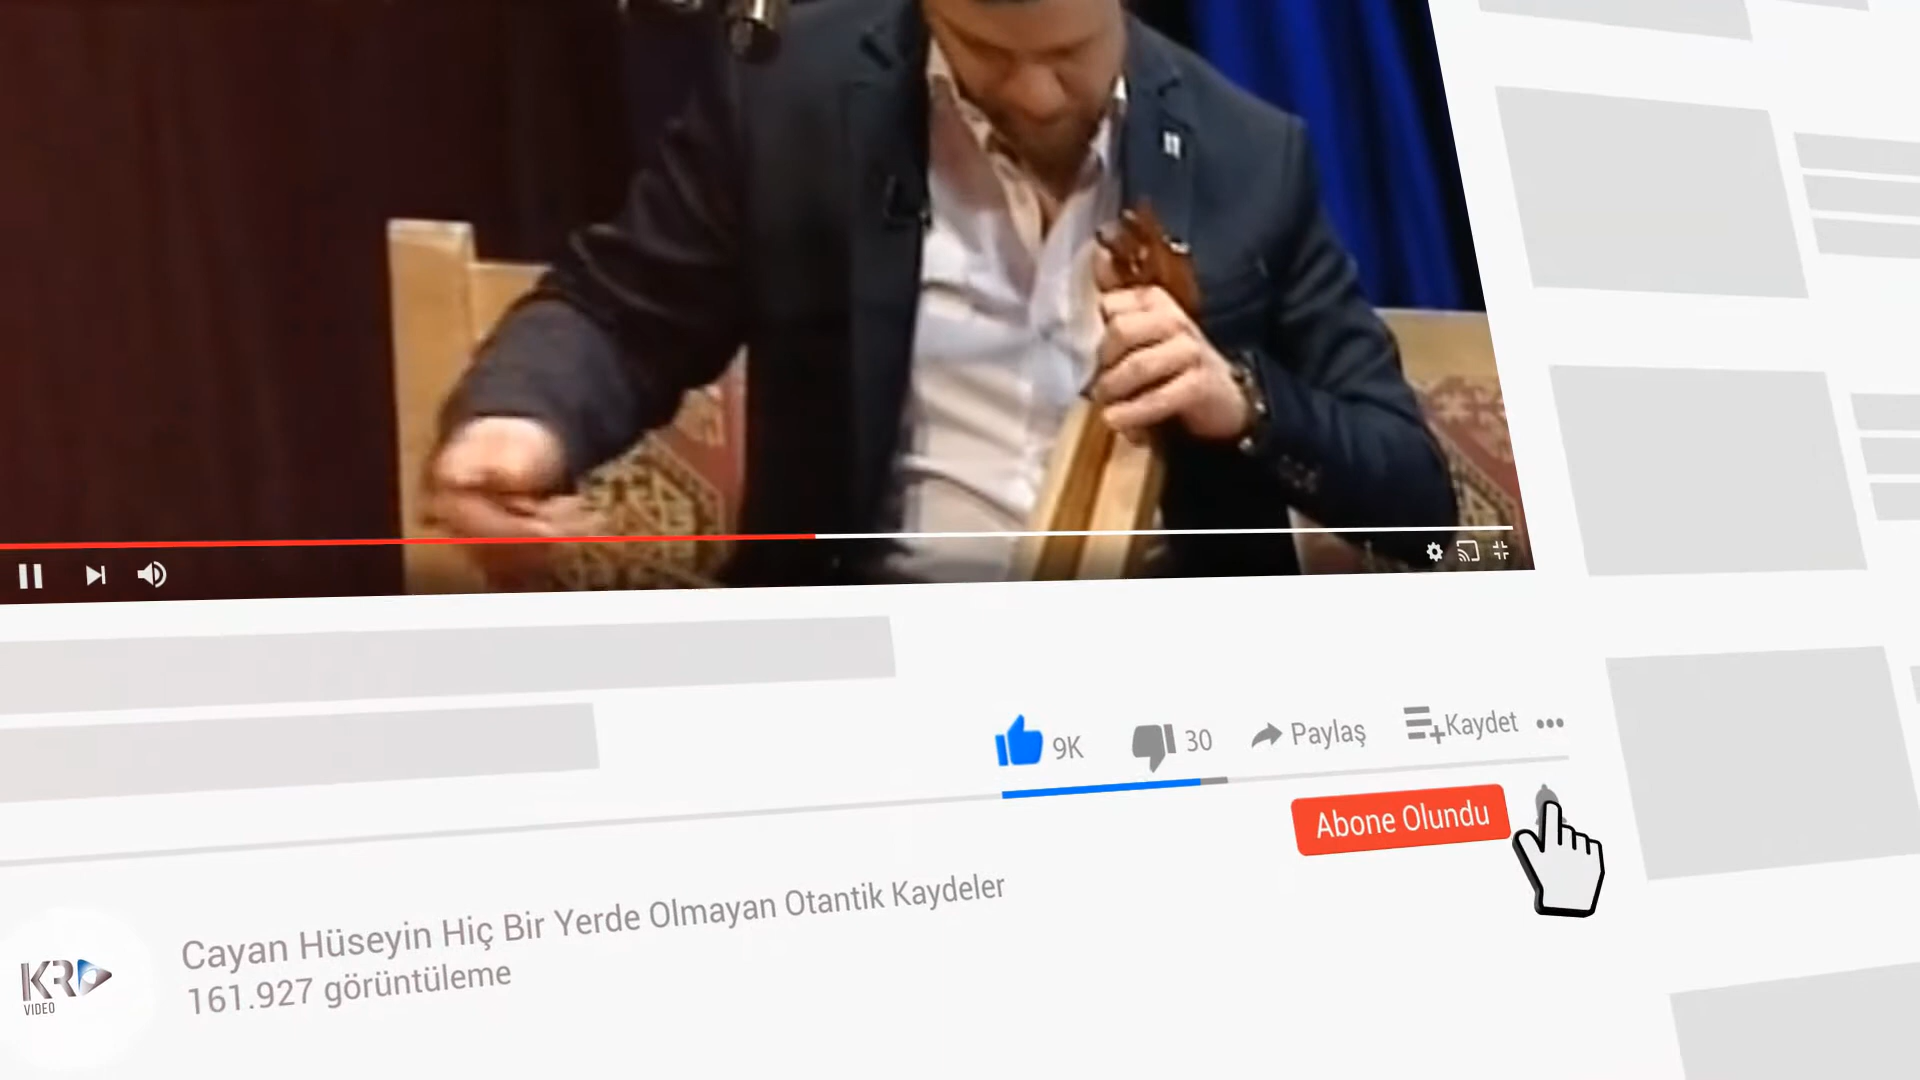 9K
30
Paylaş
Kaydet
Abone Olundu
Cayan Hüseyin Hiç Bir Yerde Olmayan Otantik Kaydeler
161.927 görüntüleme
KR
VIDEO